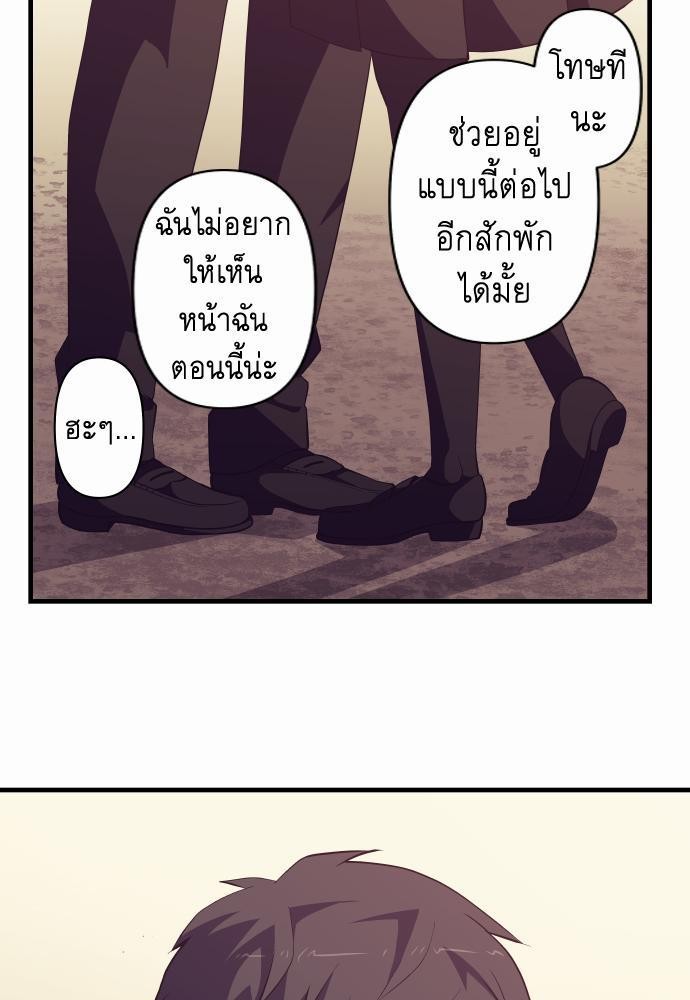 โทษที
นะ
ช่วยอยู่
แบบนี้ต่อไป
อีกสักพัก
ได้มั้ย
ฉันไม่อยาก
ให้เห็น
หน้าฉัน
ตอนนี้น่ะ
ฮะๆ...